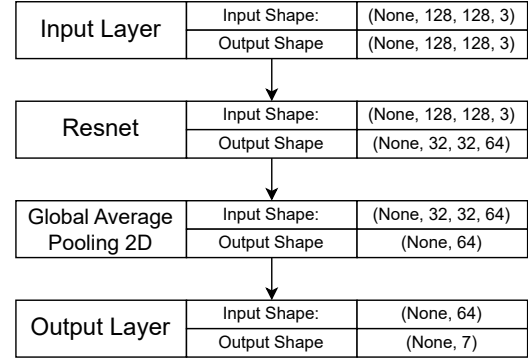 Input Layer
Input Shape:
(None, 128, 128, 3)
Output Shape
(None, 128, 128, 3)
Resnet
Input Shape:
(None, 128, 128, 3)
Output Shape
(None, 32, 32, 64)
Global Average
Pooling 2D
Input Shape:
(None, 32, 32, 64)
Output Shape
(None, 64)
Output Layer
Input Shape:
(None, 64)
Output Shape
(None, 7)